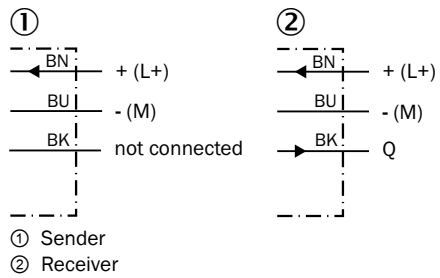 ① ②
BN + (L+) BN + (L+)
BU - (M) BU - (M)
BK not connected BK Q
① Sender
② Receiver